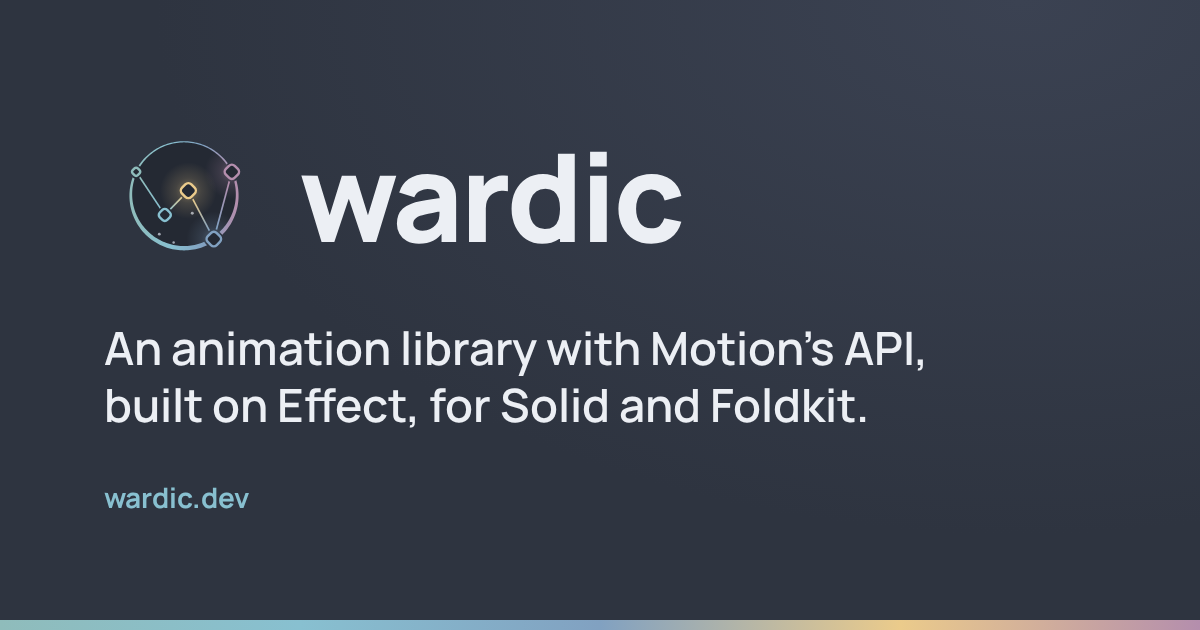 wardic
An animation library with Motion’s API,
built on Effect, for Solid and Foldkit.
wardic.dev